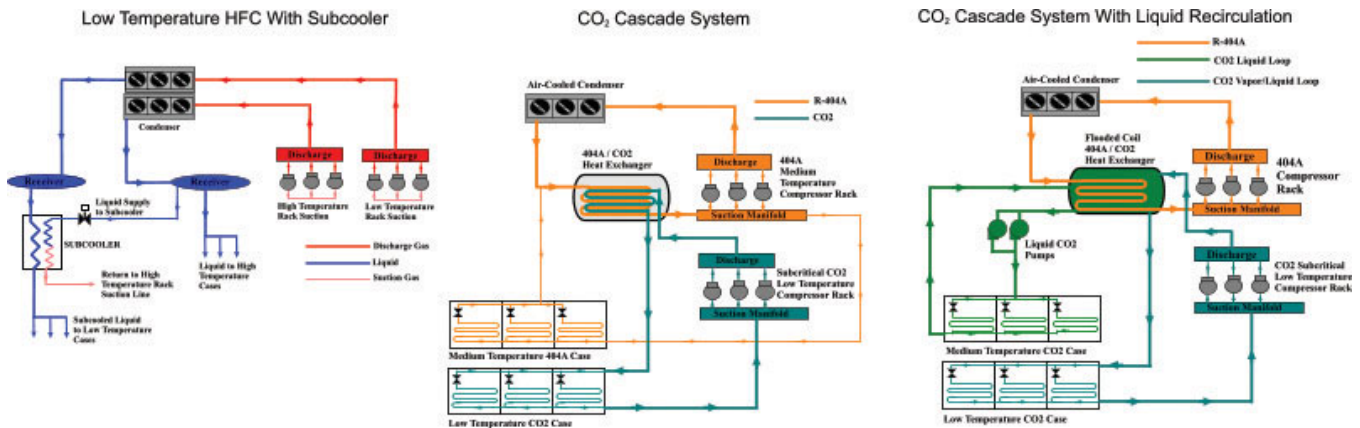 Low Temperature HFC With Subcooler
Condenser
Receiver
Receiver
Discharge
Discharge
High Temperature
Rack Suction
Low Temperature
Rack Suction
Liquid Supply
to Subcooler
SUBCOOLER
Return to High
Temperature Rack
Suction Line
Liquid to High
Temperature
Cases
Subcooled Liquid
to Low Temperature
Cases
Discharge Gas
Liquid
Suction Gas
CO₂ Cascade System
R-404A
CO2
Air-Cooled Condenser
404A / CO2
Heat Exchanger
Discharge
404A
Medium
Temperature
Compressor Rack
Suction Manifold
Discharge
Subcritical CO2
Low Temperature
Compressor Rack
Suction Manifold
Medium Temperature 404A Case
Low Temperature CO2 Case
CO₂ Cascade System With Liquid Recirculation
R-404A
CO2 Liquid Loop
CO2 Vapor/Liquid Loop
Air-Cooled Condenser
Flooded Coil
404A / CO2
Heat Exchanger
Discharge
404A
Compressor
Rack
Suction Manifold
Liquid CO2
Pumps
Discharge
CO2 Subcritical
Low Temperature
Compressor Rack
Suction Manifold
Medium Temperature CO2 Case
Low Temperature CO2 Case